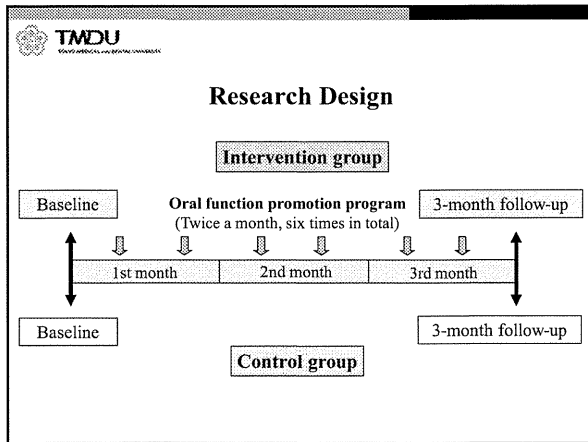 TMDU
Research Design
Intervention group
Baseline
Oral function promotion program
3-month follow-up
(Twice a month, six times in total)
1st month
2nd month
3rd month
Baseline
3-month follow-up
Control group